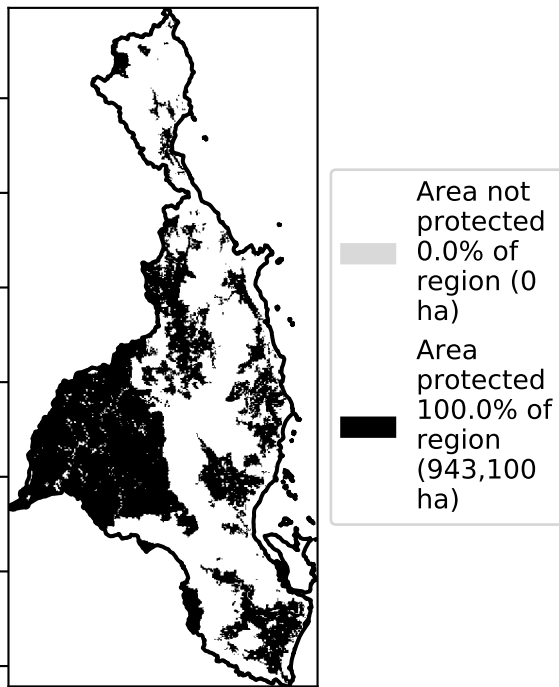 Area not
protected
0.0% of
region (0
ha)
Area
protected
100.0% of
region
(943,100
ha)